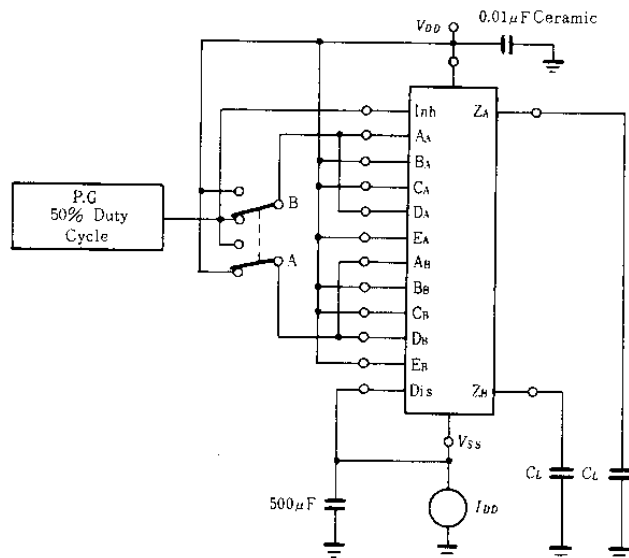 0.01μF Ceramic
VDD
Inh
ZA
AA
BA
CA
P.G
50% Duty
Cycle
B
DA
EA
A
AB
BB
CB
DB
EB
Dis
ZB
VSS
CL
CL
500μF
IDD